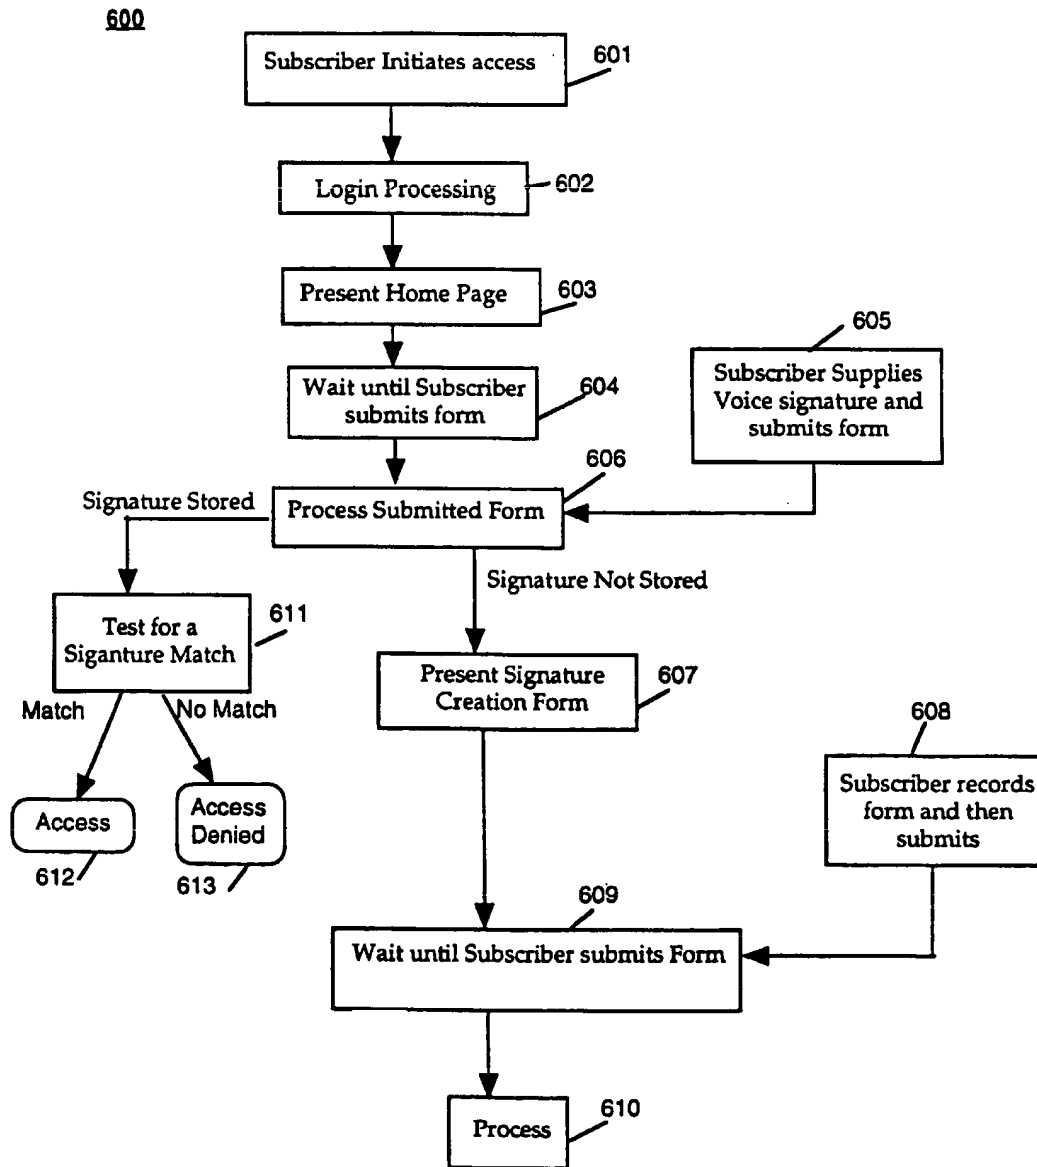 600
Subscriber Initiates access
601
Login Processing
602
Present Home Page
603
Wait until Subscriber
submits form
604
605
Subscriber Supplies
Voice signature and
submits form
606
Process Submitted Form
Signature Stored
Signature Not Stored
611
Test for a
Siganture Match
Match
No Match
Access
612
Access
Denied
613
Present Signature
Creation Form
607
608
Subscriber records
form and then
submits
609
Wait until Subscriber submits Form
Process
610